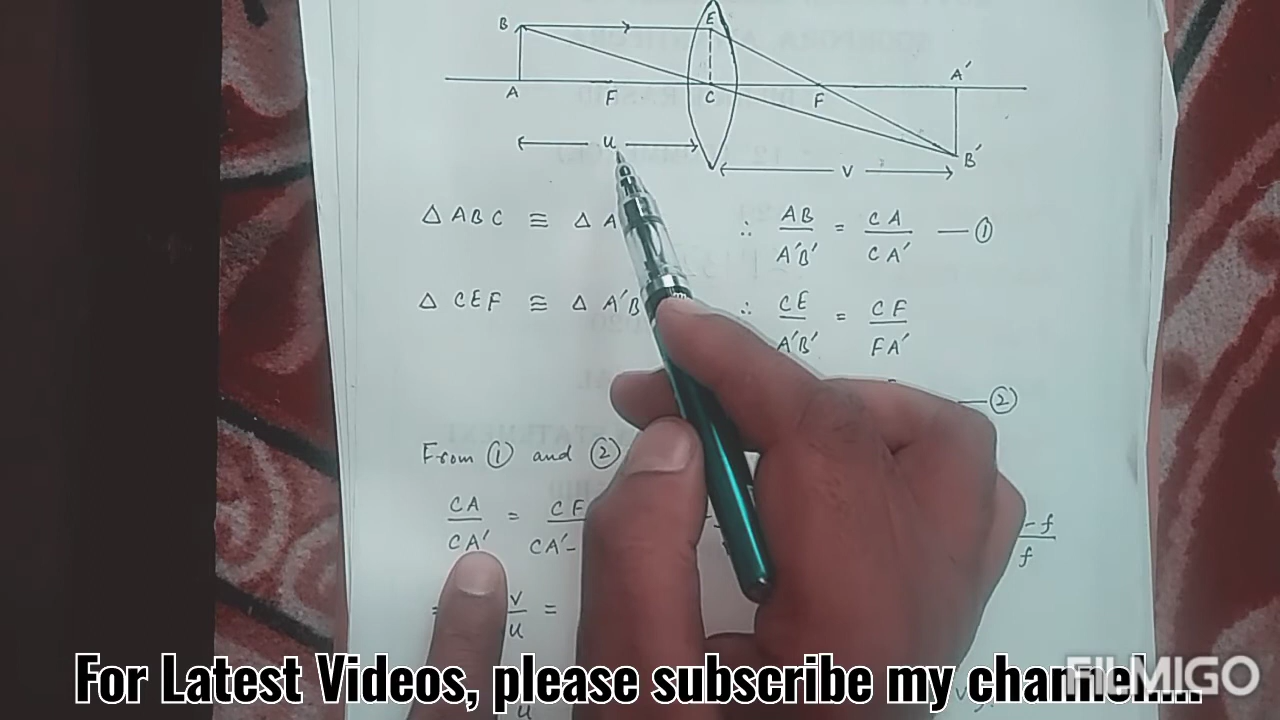 B E
A F C F A'
u
v B'
△ ABC ≅ △ A ∴ AB/A'B' = CA/CA' — ①
△ CEF ≅ △ A'B ∴ CE/A'B' = CF/FA'
— ②
From ① and ②
CA/CA' = CF/CA'- -f/f
= v/u =
u
For Latest Videos, please subscribe my channel....
FILMIGO